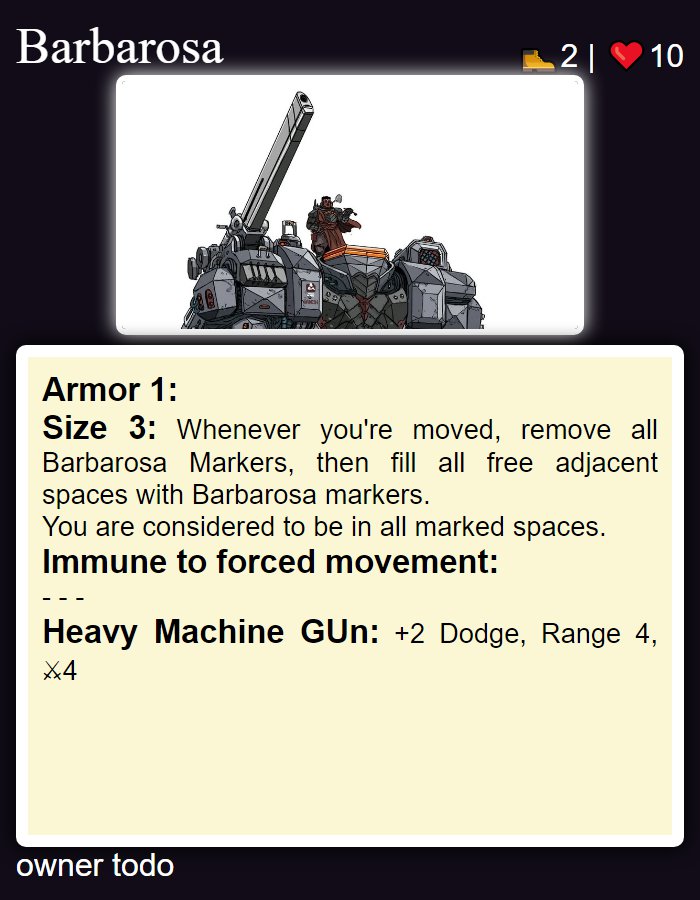 Barbarosa
2 | 10
Armor 1:
Size 3: Whenever you're moved, remove all
Barbarosa Markers, then fill all free adjacent
spaces with Barbarosa markers.
You are considered to be in all marked spaces.
Immune to forced movement:
- - -
Heavy Machine GUn: +2 Dodge, Range 4,
⚔4
owner todo